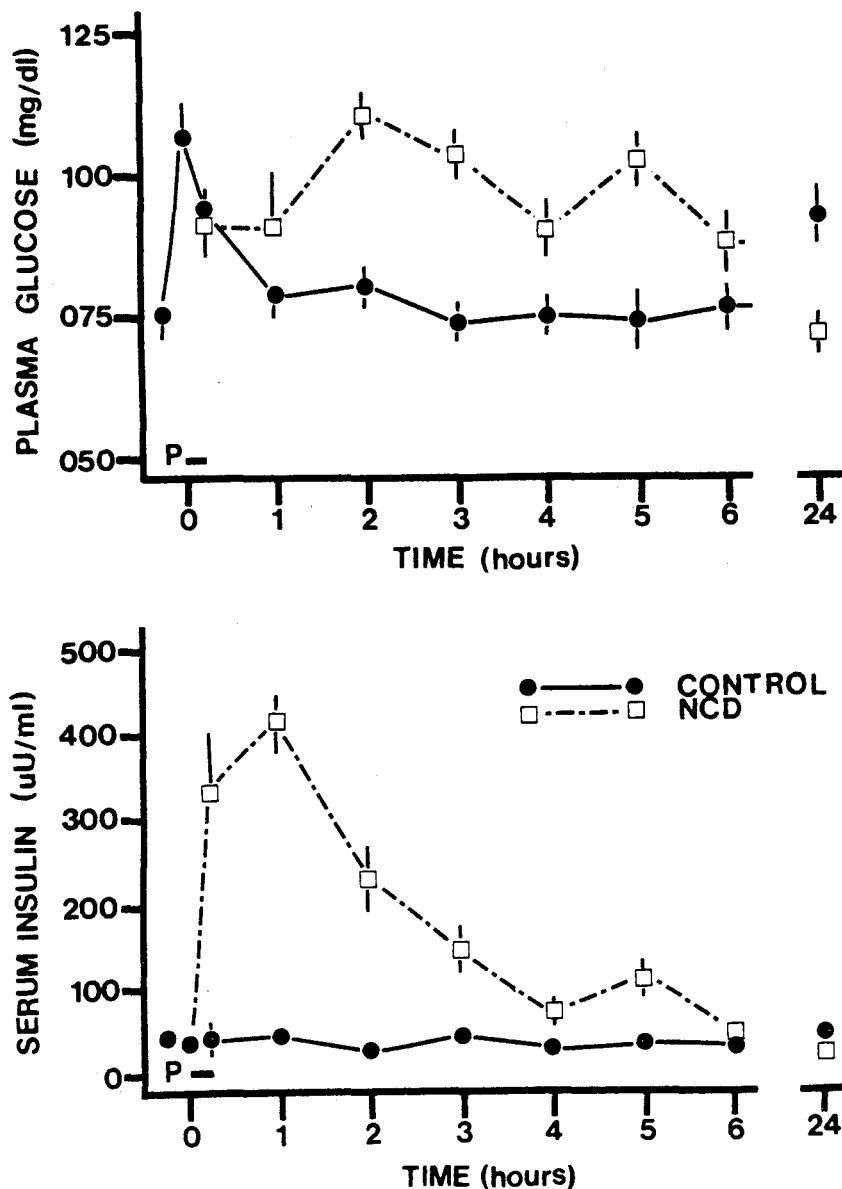 PLASMA GLUCOSE (mg/dl)
125
100
075
050
P
0 1 2 3 4 5 6 24
TIME (hours)
SERUM INSULIN (uU/ml)
500
400
300
200
100
0
CONTROL
NCD
P
0 1 2 3 4 5 6 24
TIME (hours)